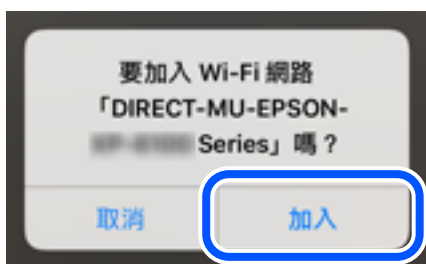 要加入 Wi-Fi 網路
「DIRECT-MU-EPSON-
Series」嗎？
取消
加入